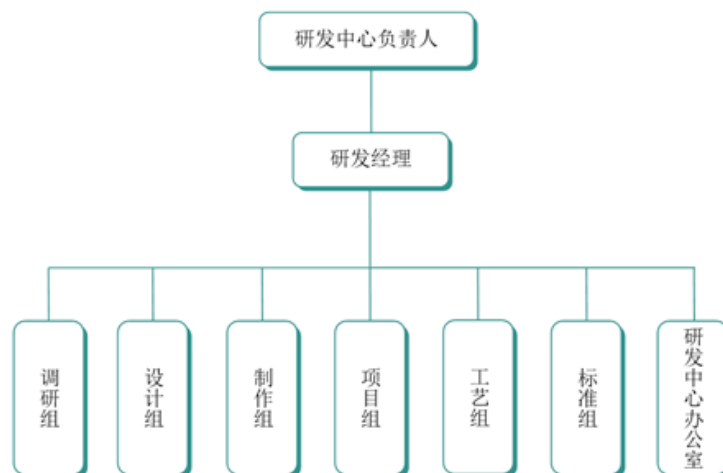 研发中心负责人
研发经理
调研组
设计组
制作组
项目组
工艺组
标准组
研发中心办公室